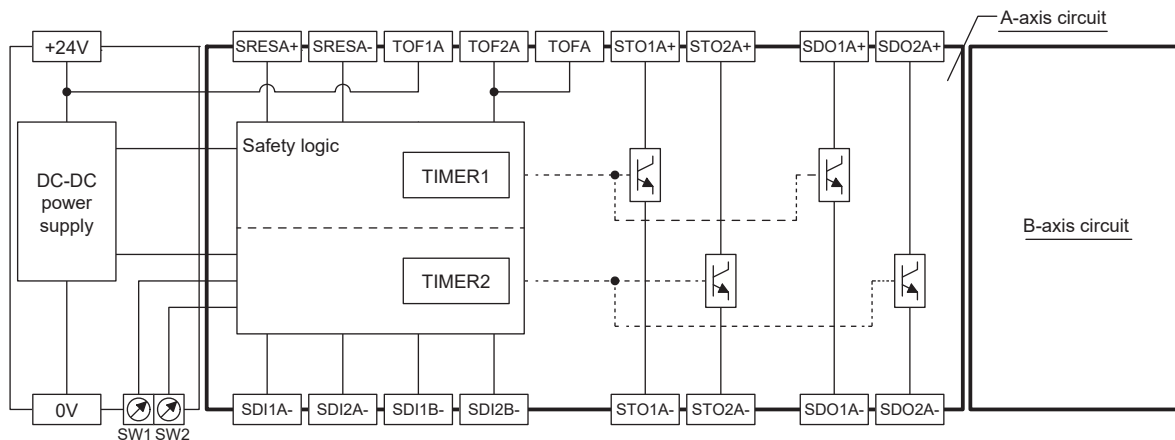 A-axis circuit
+24V
SRESA+ SRESA- TOF1A TOF2A TOFA STO1A+ STO2A+ SDO1A+ SDO2A+
Safety logic
TIMER1
DC-DC
power
supply
B-axis circuit
TIMER2
0V
SDI1A- SDI2A- SDI1B- SDI2B- STO1A- STO2A- SDO1A- SDO2A-
SW1 SW2